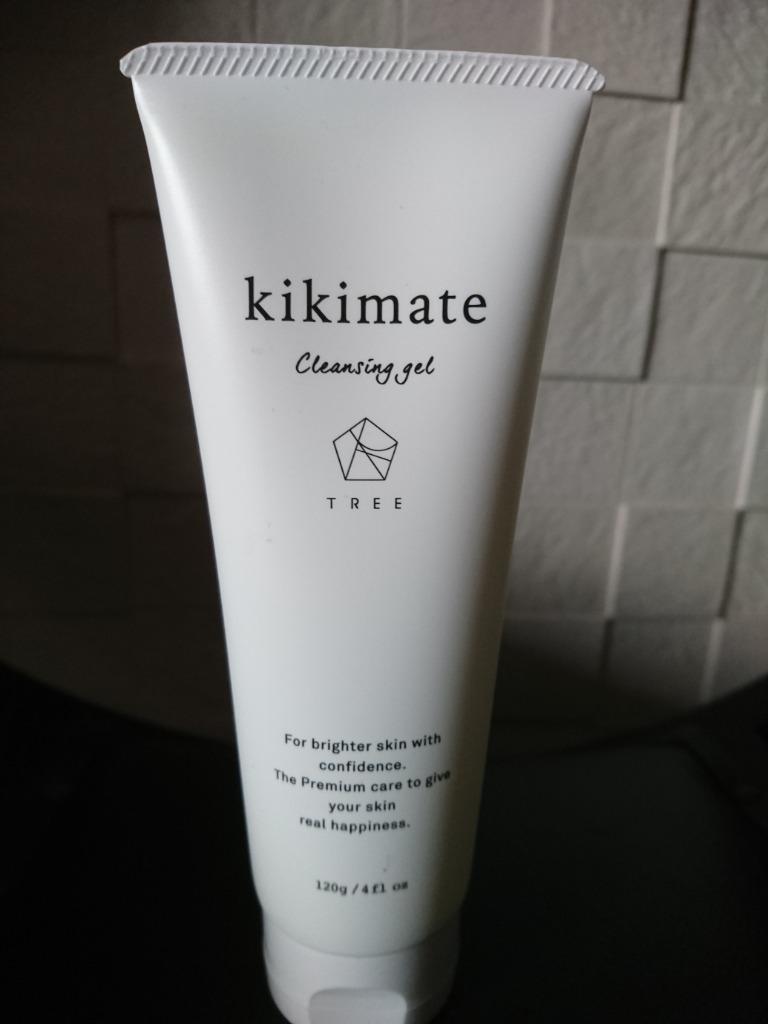 kikimate
Cleansing gel
TREE
For brighter skin with
confidence.
The Premium care to give
your skin
real happiness.
120g / 4 fl oz